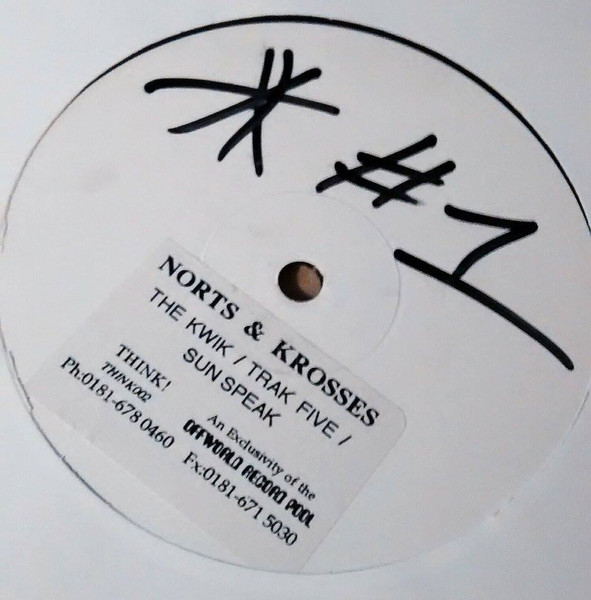 * #1
NORTS & KROSSES
THE KWIK / TRAK FIVE /
SUN SPEAK
THINK!
THINK002
Ph:0181-678 0460
An Exclusivity of the
OFFWORLD RECORD POOL
Fx:0181-671 5030